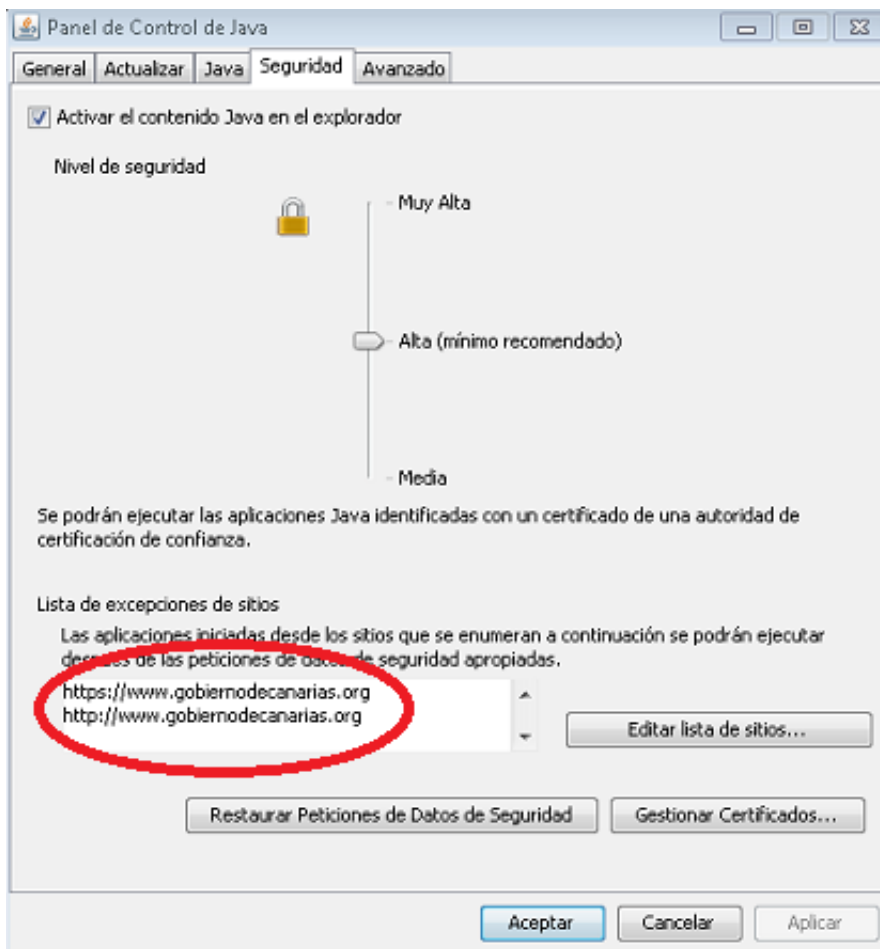 Panel de Control de Java
General Actualizar Java Seguridad Avanzado
Activar el contenido Java en el explorador
Nivel de seguridad
Muy Alta
Alta (mínimo recomendado)
Media
Se podrán ejecutar las aplicaciones Java identificadas con un certificado de una autoridad de
certificación de confianza.
Lista de excepciones de sitios
Las aplicaciones iniciadas desde los sitios que se enumeran a continuación se podrán ejecutar
después de las peticiones de datos de seguridad apropiadas.
https://www.gobiernodecanarias.org
http://www.gobiernodecanarias.org
Editar lista de sitios...
Restaurar Peticiones de Datos de Seguridad Gestionar Certificados...
Aceptar Cancelar Aplicar